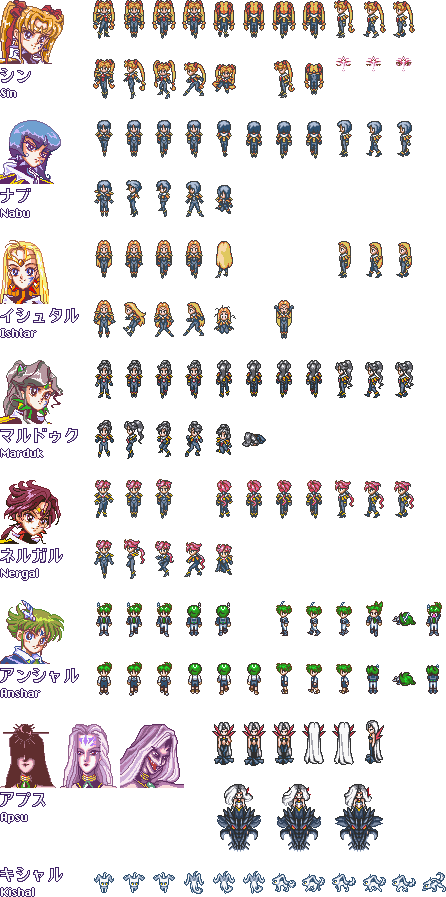 シン
Sin
ナブ
Nabu
イシュタル
Ishtar
マルドゥク
Marduk
ネルガル
Nergal
アンシャル
Anshar
アプス
Apsu
キシャル
Kishal